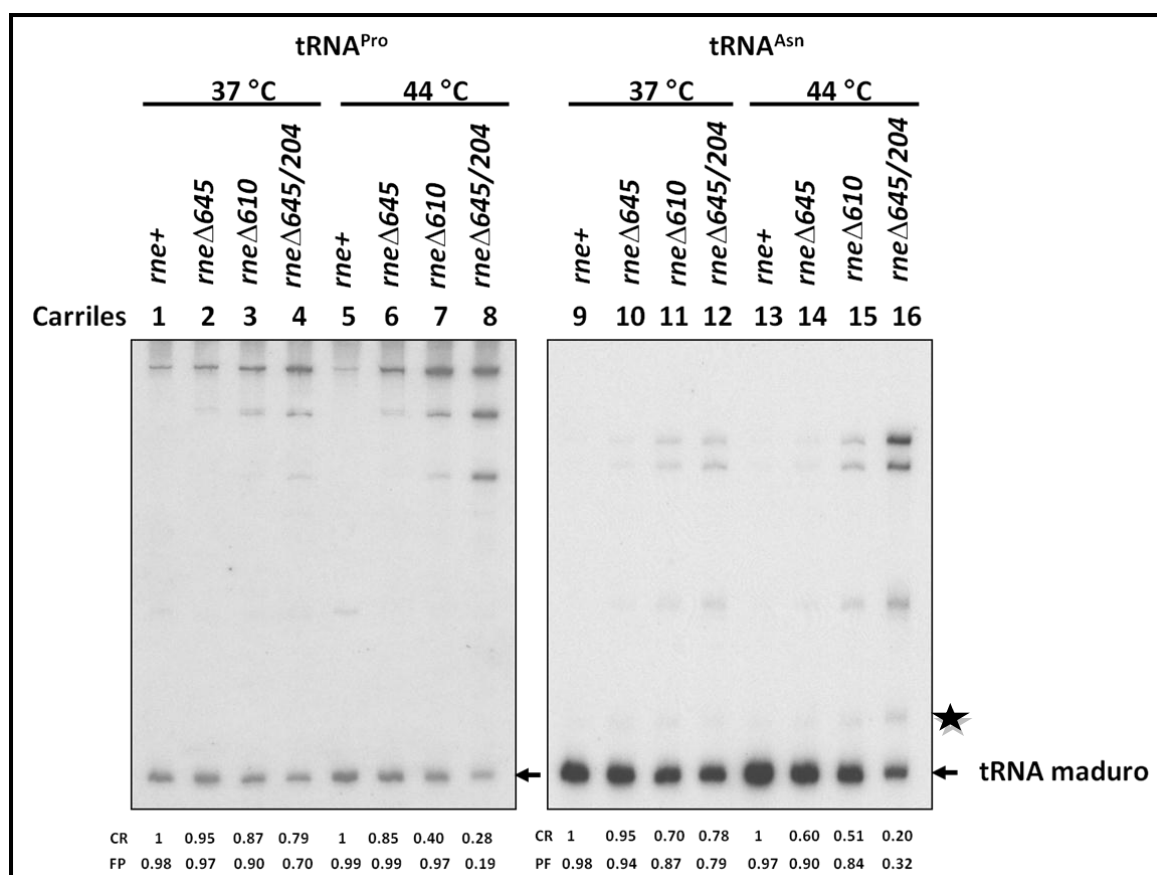 tRNAPro
tRNAAsn
37 °C 44 °C 37 °C 44 °C
rne+ rneΔ645 rneΔ610 rneΔ645/204 rne+ rneΔ645 rneΔ610 rneΔ645/204 rne+ rneΔ645 rneΔ610 rneΔ645/204 rne+ rneΔ645 rneΔ610 rneΔ645/204
Carriles 1 2 3 4 5 6 7 8 9 10 11 12 13 14 15 16
tRNA maduro
CR 1 0.95 0.87 0.79 1 0.85 0.40 0.28 CR 1 0.95 0.70 0.78 1 0.60 0.51 0.20
FP 0.98 0.97 0.90 0.70 0.99 0.99 0.97 0.19 PF 0.98 0.94 0.87 0.79 0.97 0.90 0.84 0.32